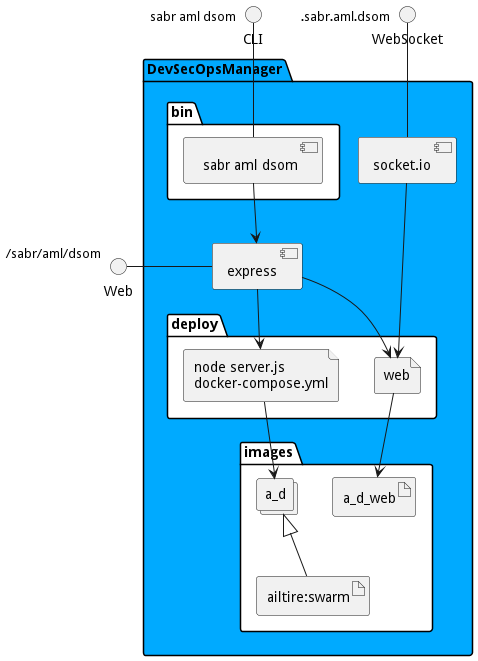 sabr aml dsom
.sabr.aml.dsom
CLI
WebSocket
DevSecOpsManager
bin
sabr aml dsom
socket.io
/sabr/aml/dsom
express
Web
deploy
node server.js
docker-compose.yml
web
images
a_d
a_d_web
ailtire:swarm